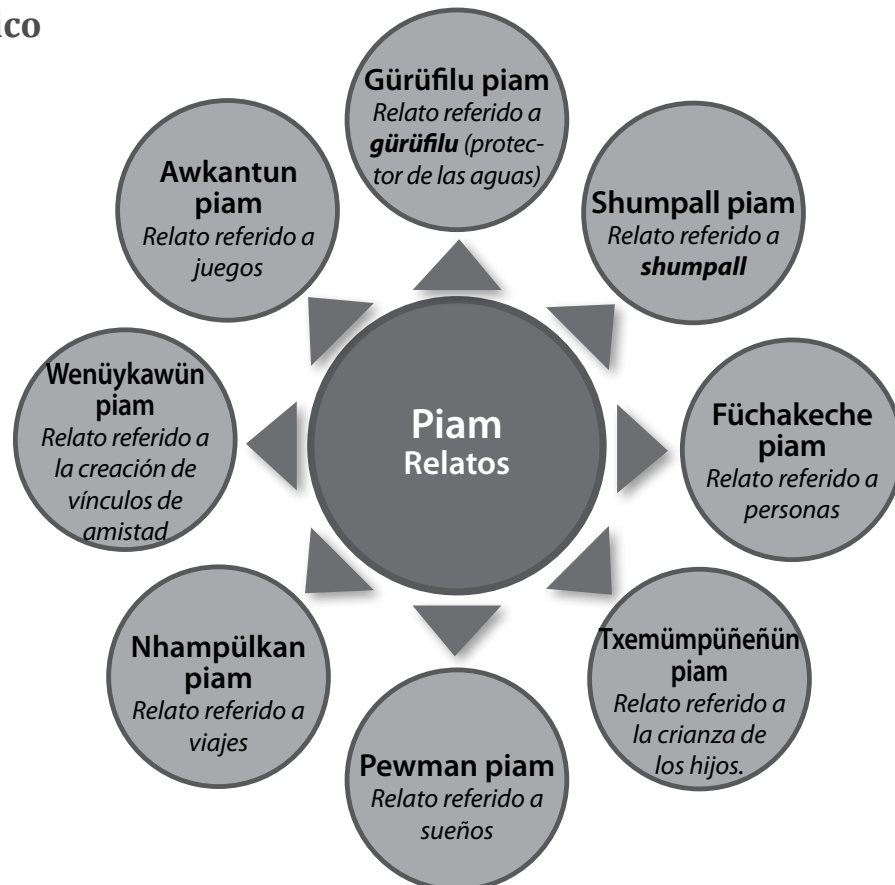 ico
Gürüfilu piam
Relato referido a
gürüfilu (protec-
tor de las aguas)
Shumpall piam
Relato referido a
shumpall
Füchakeche
piam
Relato referido a
personas
Txemümpüñeñün
piam
Relato referido a
la crianza de
los hijos.
Pewman piam
Relato referido a
sueños
Nhampülkan
piam
Relato referido a
viajes
Wenüykawün
piam
Relato referido a
la creación de
vínculos de
amistad
Awkantun
piam
Relato referido a
juegos
Piam
Relatos